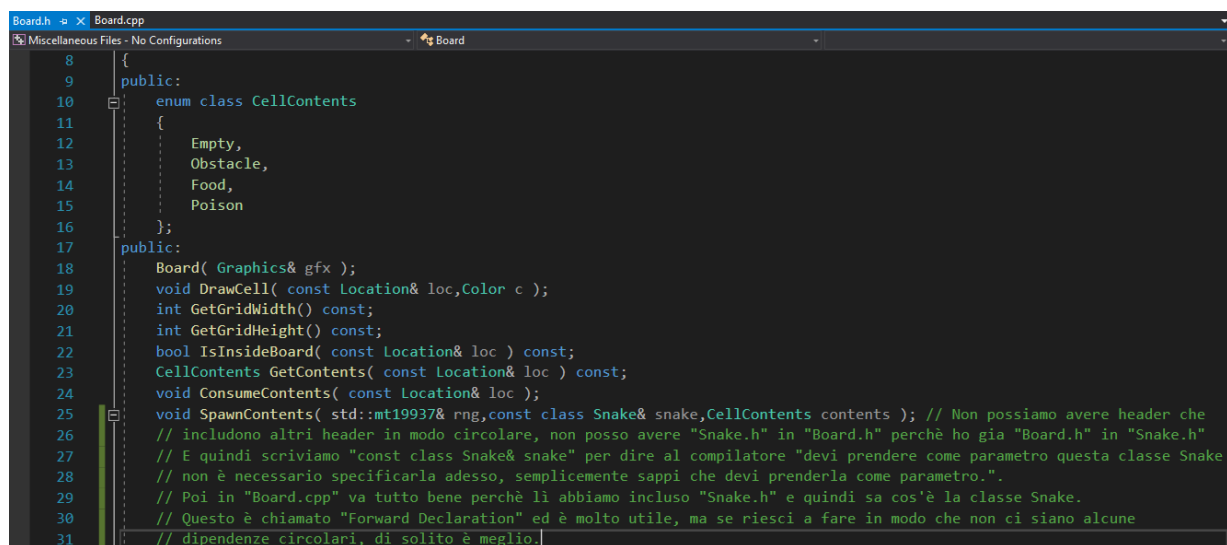 Board.h Board.cpp
Miscellaneous Files - No Configurations Board
8 {
9 public:
10 enum class CellContents
11 {
12 Empty,
13 Obstacle,
14 Food,
15 Poison
16 };
17 public:
18 Board( Graphics& gfx );
19 void DrawCell( const Location& loc,Color c );
20 int GetGridWidth() const;
21 int GetGridHeight() const;
22 bool IsInsideBoard( const Location& loc ) const;
23 CellContents GetContents( const Location& loc ) const;
24 void ConsumeContents( const Location& loc );
25 void SpawnContents( std::mt19937& rng,const class Snake& snake,CellContents contents ); // Non possiamo avere header che
26 // includono altri header in modo circolare, non posso avere "Snake.h" in "Board.h" perchè ho gia "Board.h" in "Snake.h"
27 // E quindi scriviamo "const class Snake& snake" per dire al compilatore "devi prendere come parametro questa classe Snake
28 // non è necessario specificarla adesso, semplicemente sappi che devi prenderla come parametro.".
29 // Poi in "Board.cpp" va tutto bene perchè lì abbiamo incluso "Snake.h" e quindi sa cos'è la classe Snake.
30 // Questo è chiamato "Forward Declaration" ed è molto utile, ma se riesci a fare in modo che non ci siano alcune
31 // dipendenze circolari, di solito è meglio.